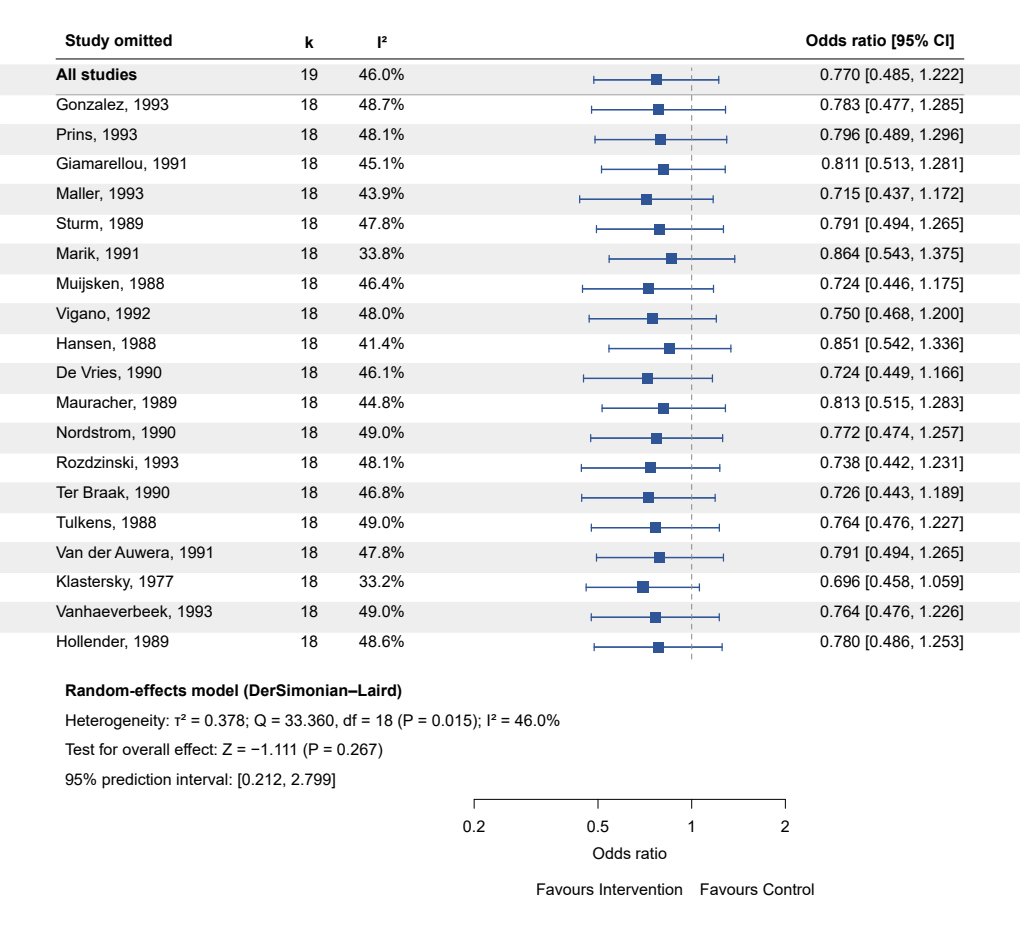 Study omitted k I² Odds ratio [95% CI]
All studies 19 46.0% 0.770 [0.485, 1.222]
Gonzalez, 1993 18 48.7% 0.783 [0.477, 1.285]
Prins, 1993 18 48.1% 0.796 [0.489, 1.296]
Giamarellou, 1991 18 45.1% 0.811 [0.513, 1.281]
Maller, 1993 18 43.9% 0.715 [0.437, 1.172]
Sturm, 1989 18 47.8% 0.791 [0.494, 1.265]
Marik, 1991 18 33.8% 0.864 [0.543, 1.375]
Muijsken, 1988 18 46.4% 0.724 [0.446, 1.175]
Vigano, 1992 18 48.0% 0.750 [0.468, 1.200]
Hansen, 1988 18 41.4% 0.851 [0.542, 1.336]
De Vries, 1990 18 46.1% 0.724 [0.449, 1.166]
Mauracher, 1989 18 44.8% 0.813 [0.515, 1.283]
Nordstrom, 1990 18 49.0% 0.772 [0.474, 1.257]
Rozdzinski, 1993 18 48.1% 0.738 [0.442, 1.231]
Ter Braak, 1990 18 46.8% 0.726 [0.443, 1.189]
Tulkens, 1988 18 49.0% 0.764 [0.476, 1.227]
Van der Auwera, 1991 18 47.8% 0.791 [0.494, 1.265]
Klastersky, 1977 18 33.2% 0.696 [0.458, 1.059]
Vanhaeverbeek, 1993 18 49.0% 0.764 [0.476, 1.226]
Hollender, 1989 18 48.6% 0.780 [0.486, 1.253]
Random-effects model (DerSimonian–Laird)
Heterogeneity: τ² = 0.378; Q = 33.360, df = 18 (P = 0.015); I² = 46.0%
Test for overall effect: Z = −1.111 (P = 0.267)
95% prediction interval: [0.212, 2.799]
0.2 0.5 1 2
Odds ratio
Favours Intervention Favours Control